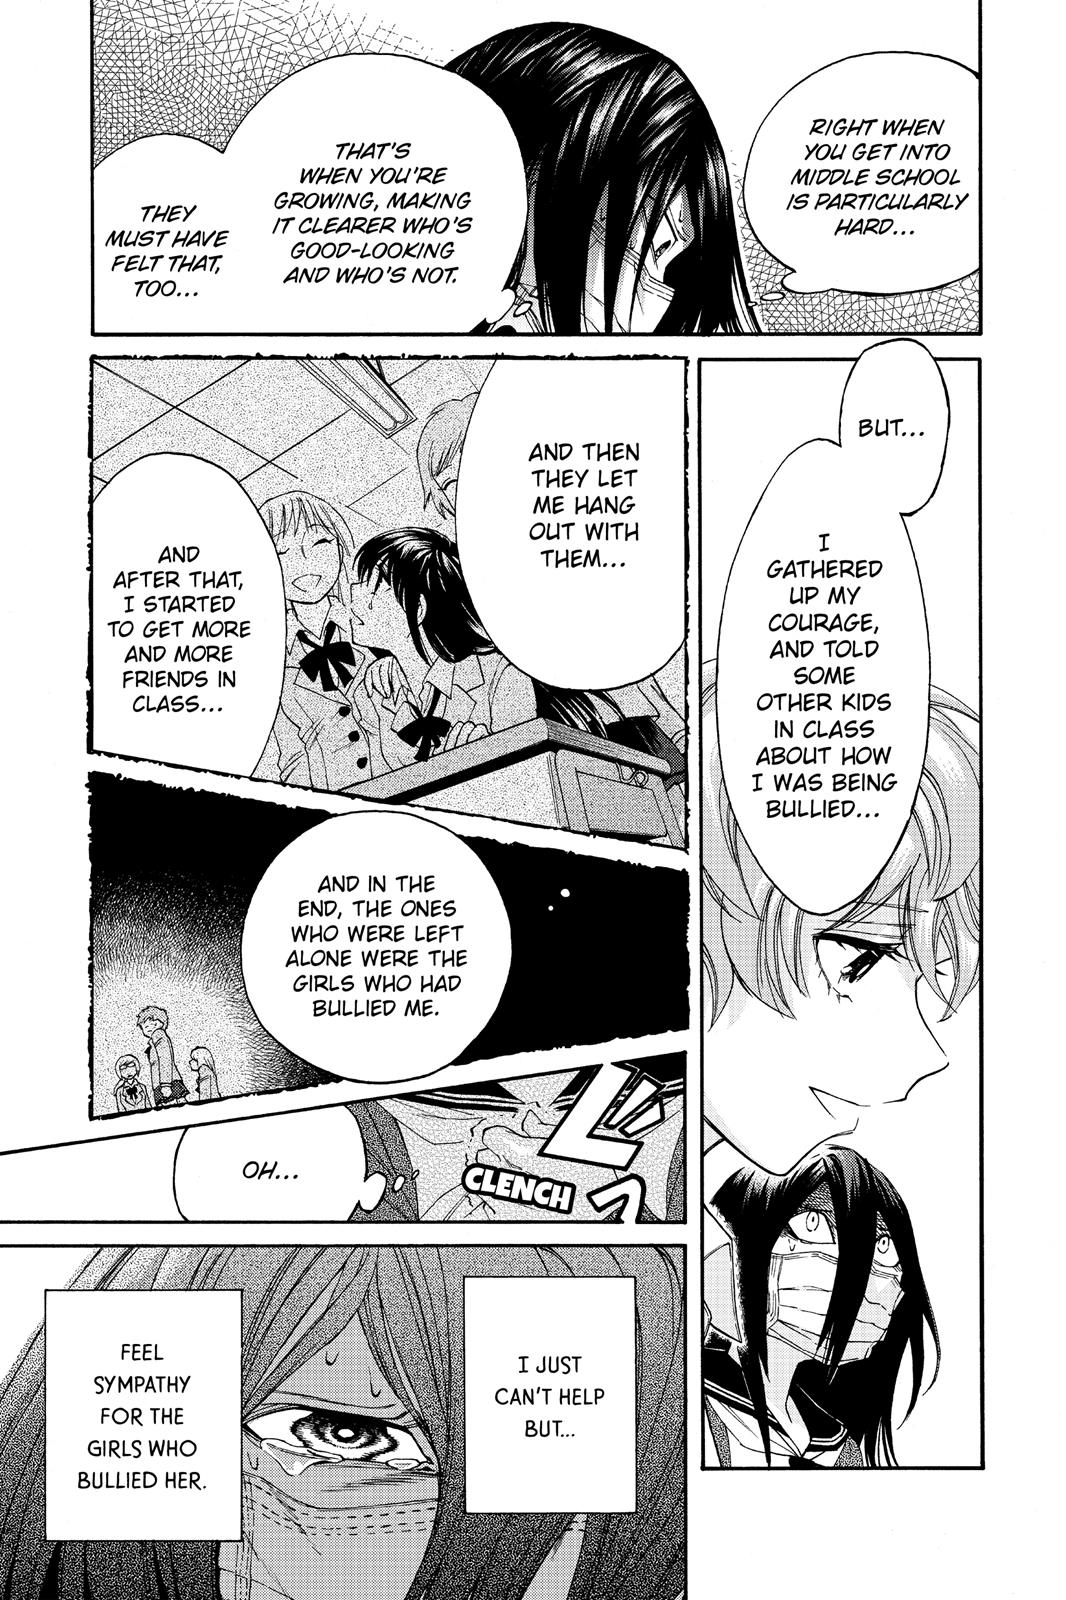 RIGHT WHEN
YOU GET INTO
MIDDLE SCHOOL
IS PARTICULARLY
HARD...
THAT'S
WHEN YOU'RE
GROWING, MAKING
IT CLEARER WHO'S
GOOD-LOOKING
AND WHO'S NOT.
THEY
MUST HAVE
FELT THAT,
TOO...
BUT...
I
GATHERED
UP MY
COURAGE,
AND TOLD
SOME
OTHER KIDS
IN CLASS
ABOUT HOW
I WAS BEING
BULLIED...
AND THEN
THEY LET
ME HANG
OUT WITH
THEM...
AND
AFTER THAT,
I STARTED
TO GET MORE
AND MORE
FRIENDS IN
CLASS...
AND IN THE
END, THE ONES
WHO WERE LEFT
ALONE WERE THE
GIRLS WHO HAD
BULLIED ME.
ビク
CLENCH
OH...
I JUST
CAN'T HELP
BUT...
FEEL
SYMPATHY
FOR THE
GIRLS WHO
BULLIED HER.